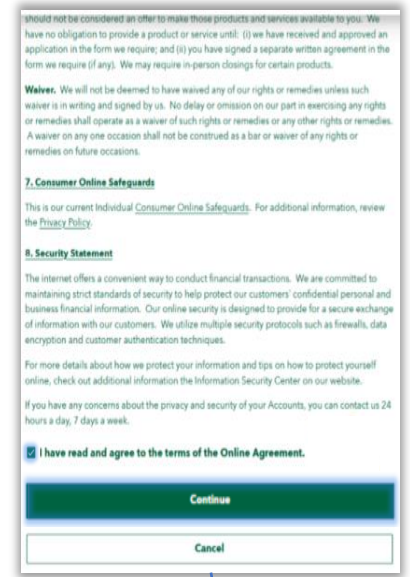 should not be considered an offer to make those products and services available to you. We
have no obligation to provide a product or service until: (i) we have received and approved an
application in the form we require; and (ii) you have signed a separate written agreement in the
form we require (if any). We may require in-person closings for certain products.
Waiver. We will not be deemed to have waived any of our rights or remedies unless such
waiver is in writing and signed by us. No delay or omission on our part in exercising any rights
or remedies shall operate as a waiver of such rights or remedies or any other rights or remedies.
A waiver on any one occasion shall not be construed as a bar or waiver of any rights or
remedies on future occasions.
7. Consumer Online Safeguards
This is our current Individual Consumer Online Safeguards. For additional information, review
the Privacy Policy.
8. Security Statement
The internet offers a convenient way to conduct financial transactions. We are committed to
maintaining strict standards of security to help protect our customers' confidential personal and
business financial information. Our online security is designed to provide for a secure exchange
of information with our customers. We utilize multiple security protocols such as firewalls, data
encryption and customer authentication techniques.
For more details about how we protect your information and tips on how to protect yourself
online, check out additional information the Information Security Center on our website.
If you have any concerns about the privacy and security of your Accounts, you can contact us 24
hours a day, 7 days a week.
I have read and agree to the terms of the Online Agreement.
Continue
Cancel